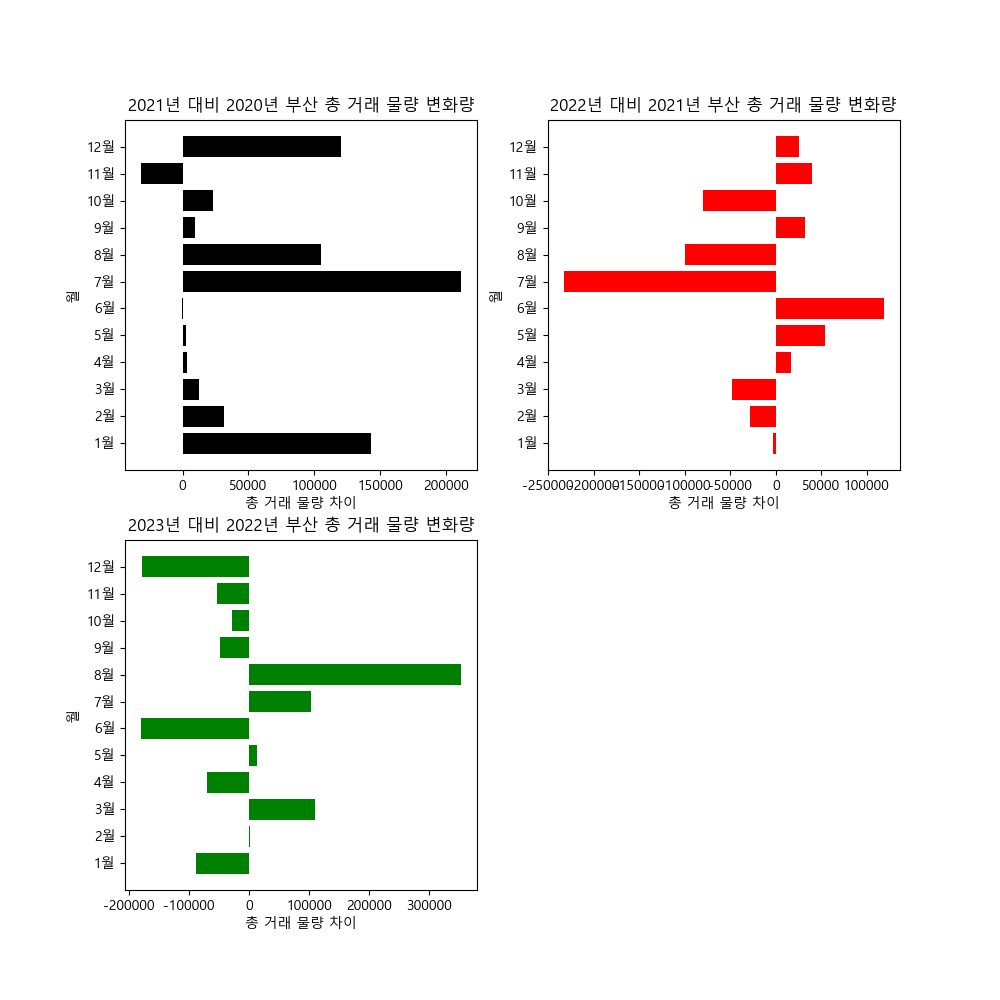 2021년 대비 2020년 부산 총 거래 물량 변화량
월
12월
11월
10월
9월
8월
7월
6월
5월
4월
3월
2월
1월
0 50000 100000 150000 200000
총 거래 물량 차이
2022년 대비 2021년 부산 총 거래 물량 변화량
월
12월
11월
10월
9월
8월
7월
6월
5월
4월
3월
2월
1월
-250000 -200000 -150000 -100000 -50000 0 50000 100000
총 거래 물량 차이
2023년 대비 2022년 부산 총 거래 물량 변화량
월
12월
11월
10월
9월
8월
7월
6월
5월
4월
3월
2월
1월
-200000 -100000 0 100000 200000 300000
총 거래 물량 차이